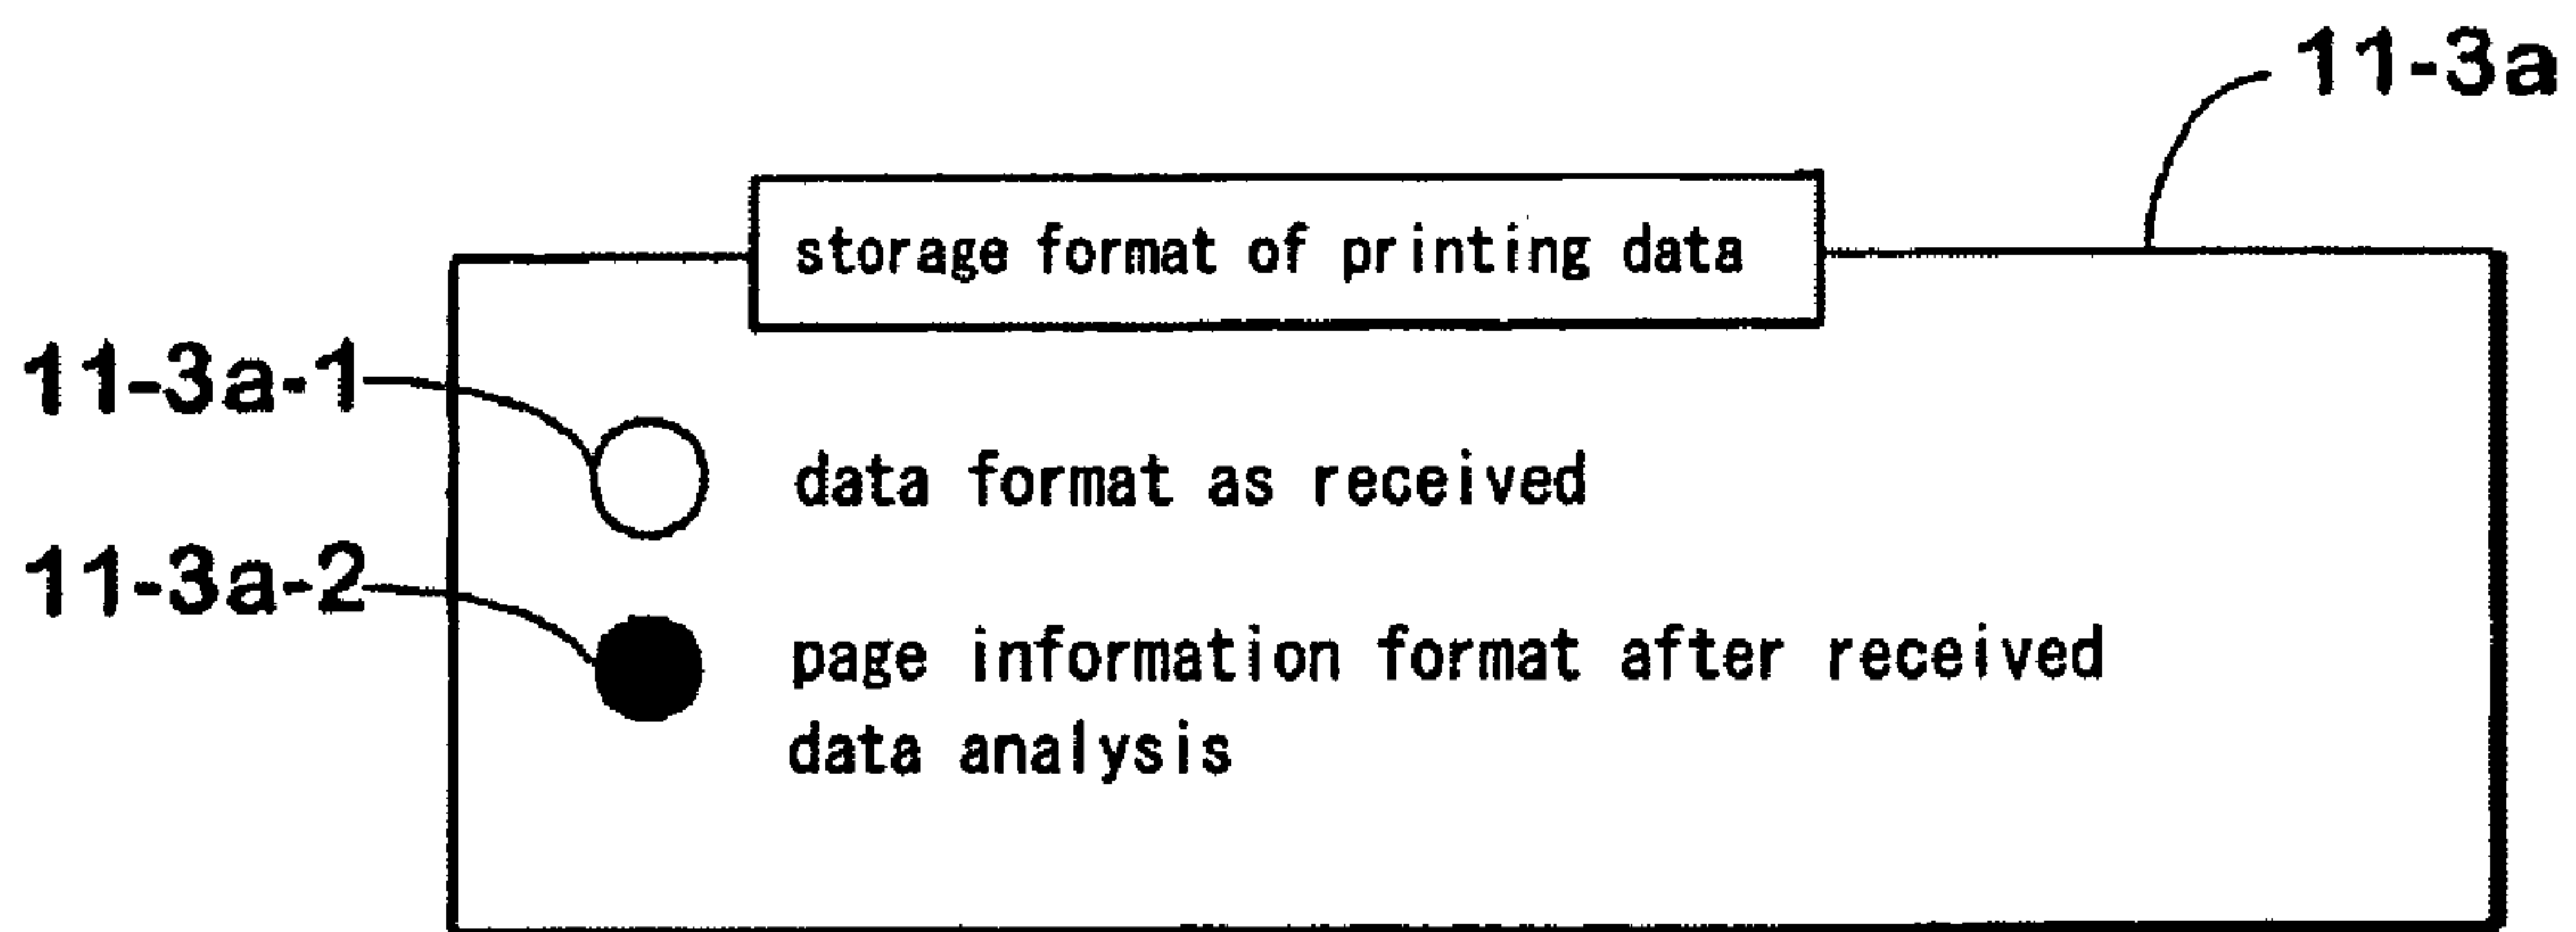 11-3a
storage format of printing data
11-3a-1
data format as received
11-3a-2
page information format after received
data analysis